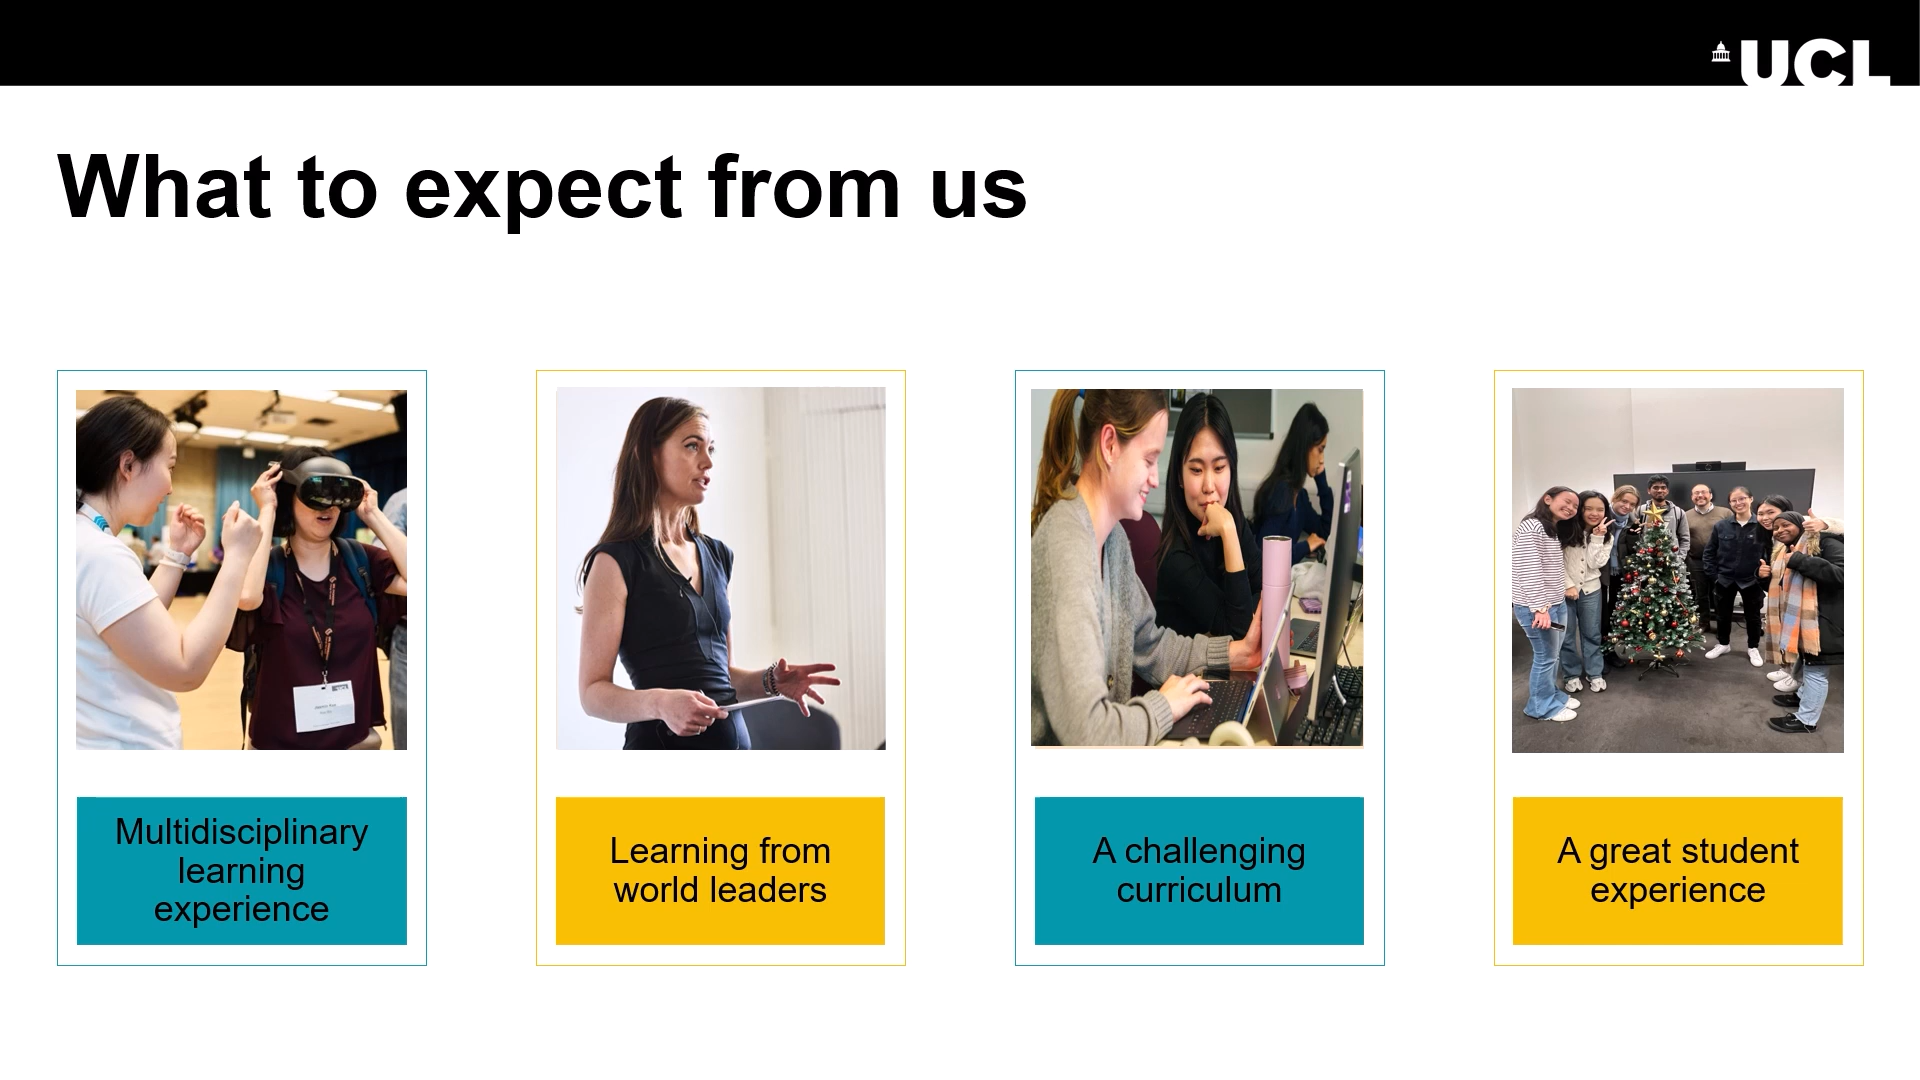 UCL
What to expect from us
Multidisciplinary
learning
experience
Learning from
world leaders
A challenging
curriculum
A great student
experience